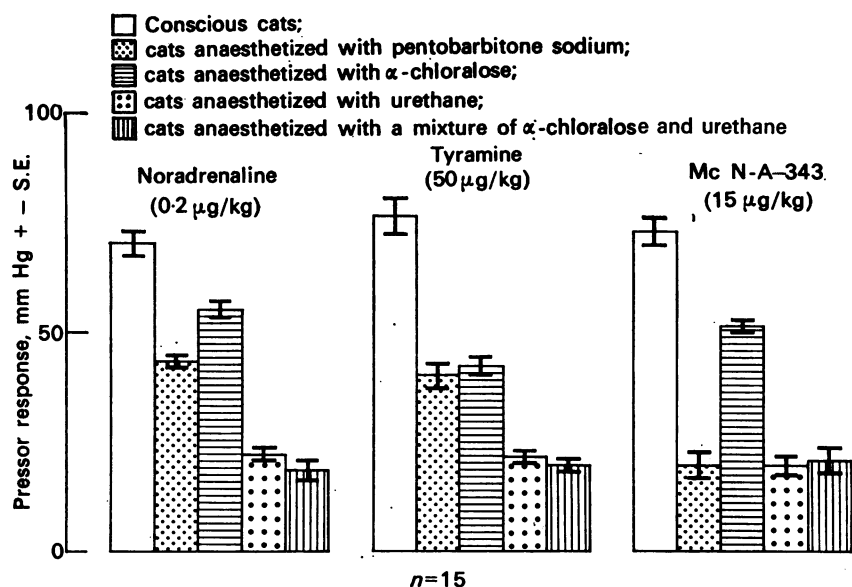 Conscious cats;
cats anaesthetized with pentobarbitone sodium;
cats anaesthetized with α-chloralose;
cats anaesthetized with urethane;
cats anaesthetized with a mixture of α-chloralose and urethane
Pressor response, mm Hg + – S.E.
100
50
0
Noradrenaline
(0·2 μg/kg)
Tyramine
(50 μg/kg)
Mc N-A–343
(15 μg/kg)
n=15